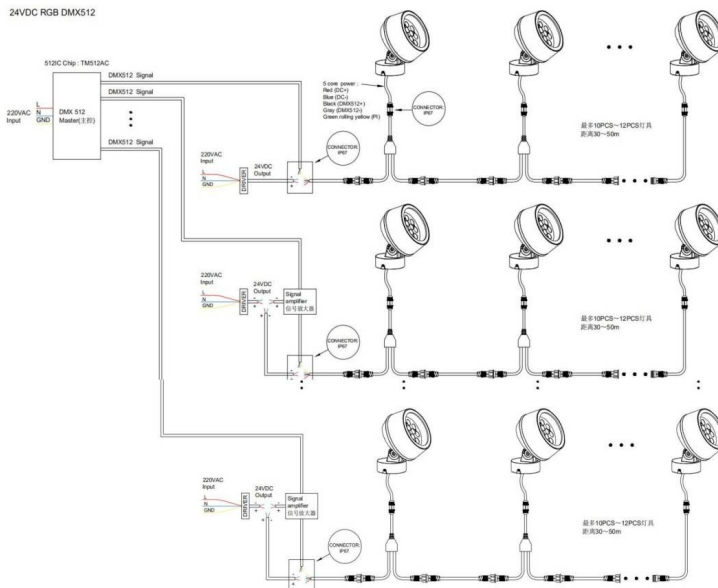 24VDC RGB DMX512
512IC Chip : TM512AC
DMX512 Signal
DMX512 Signal
DMX512 Signal
220VAC
Input
L
N
GND
DMX 512
Master(主控)
5 core power :
Red (DC+)
Blue (DC-)
Black (DMX512+)
Gray (DMX512-)
Green rolling yellow (PI)
CONNECTOR:
IP67
CONNECTOR:
IP67
220VAC
Input
L
N
GND
DRIVER
24VDC
Output
+
-
最多10PCS～12PCS灯具
距离30～50m
220VAC
Input
L
N
GND
DRIVER
24VDC
Output
Signal
amplifier
信号放大器
CONNECTOR:
IP67
最多10PCS～12PCS灯具
距离30～50m
220VAC
Input
L
N
GND
DRIVER
24VDC
Output
Signal
amplifier
信号放大器
CONNECTOR:
IP67
最多10PCS～12PCS灯具
距离30～50m